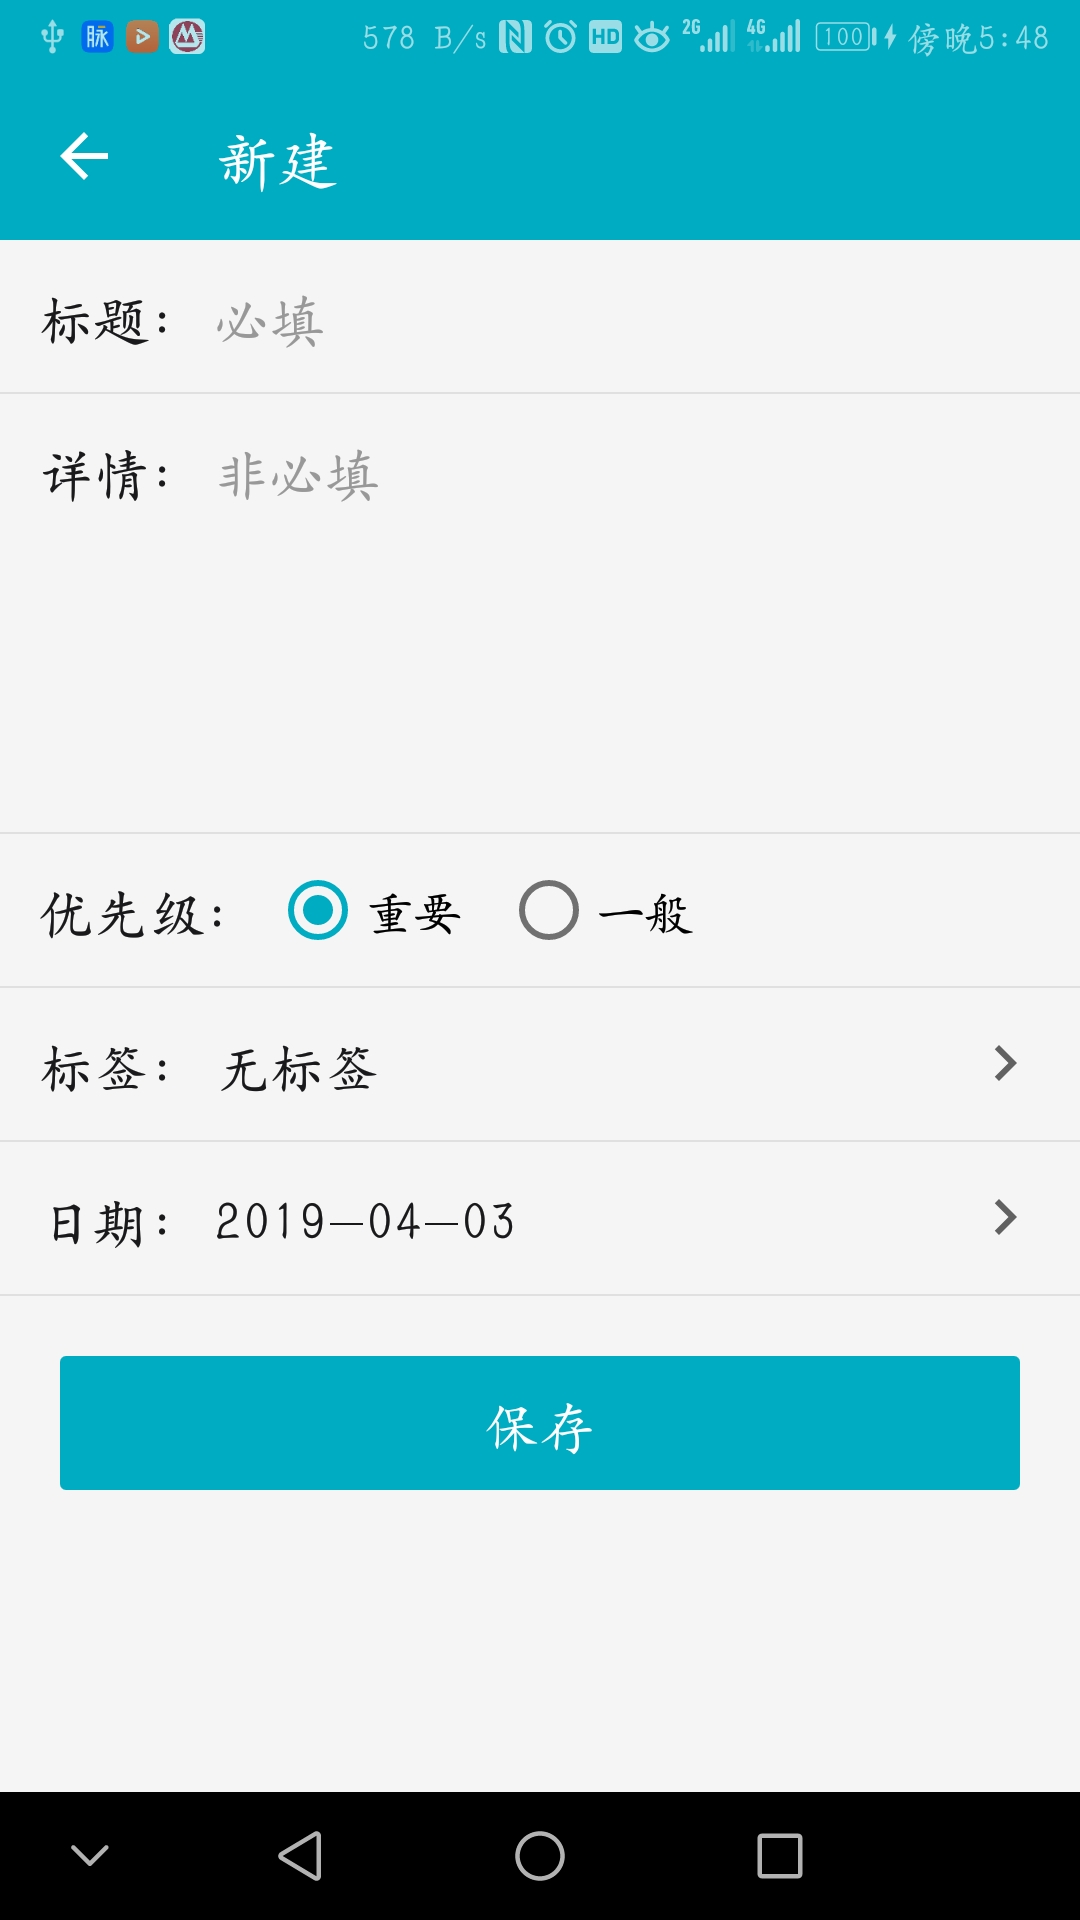 脉 578 B/s HD 2G 4G 100 傍晚5:48
新建
标题： 必填
详情： 非必填
优先级： 重要 一般
标签： 无标签
日期： 2019-04-03
保存